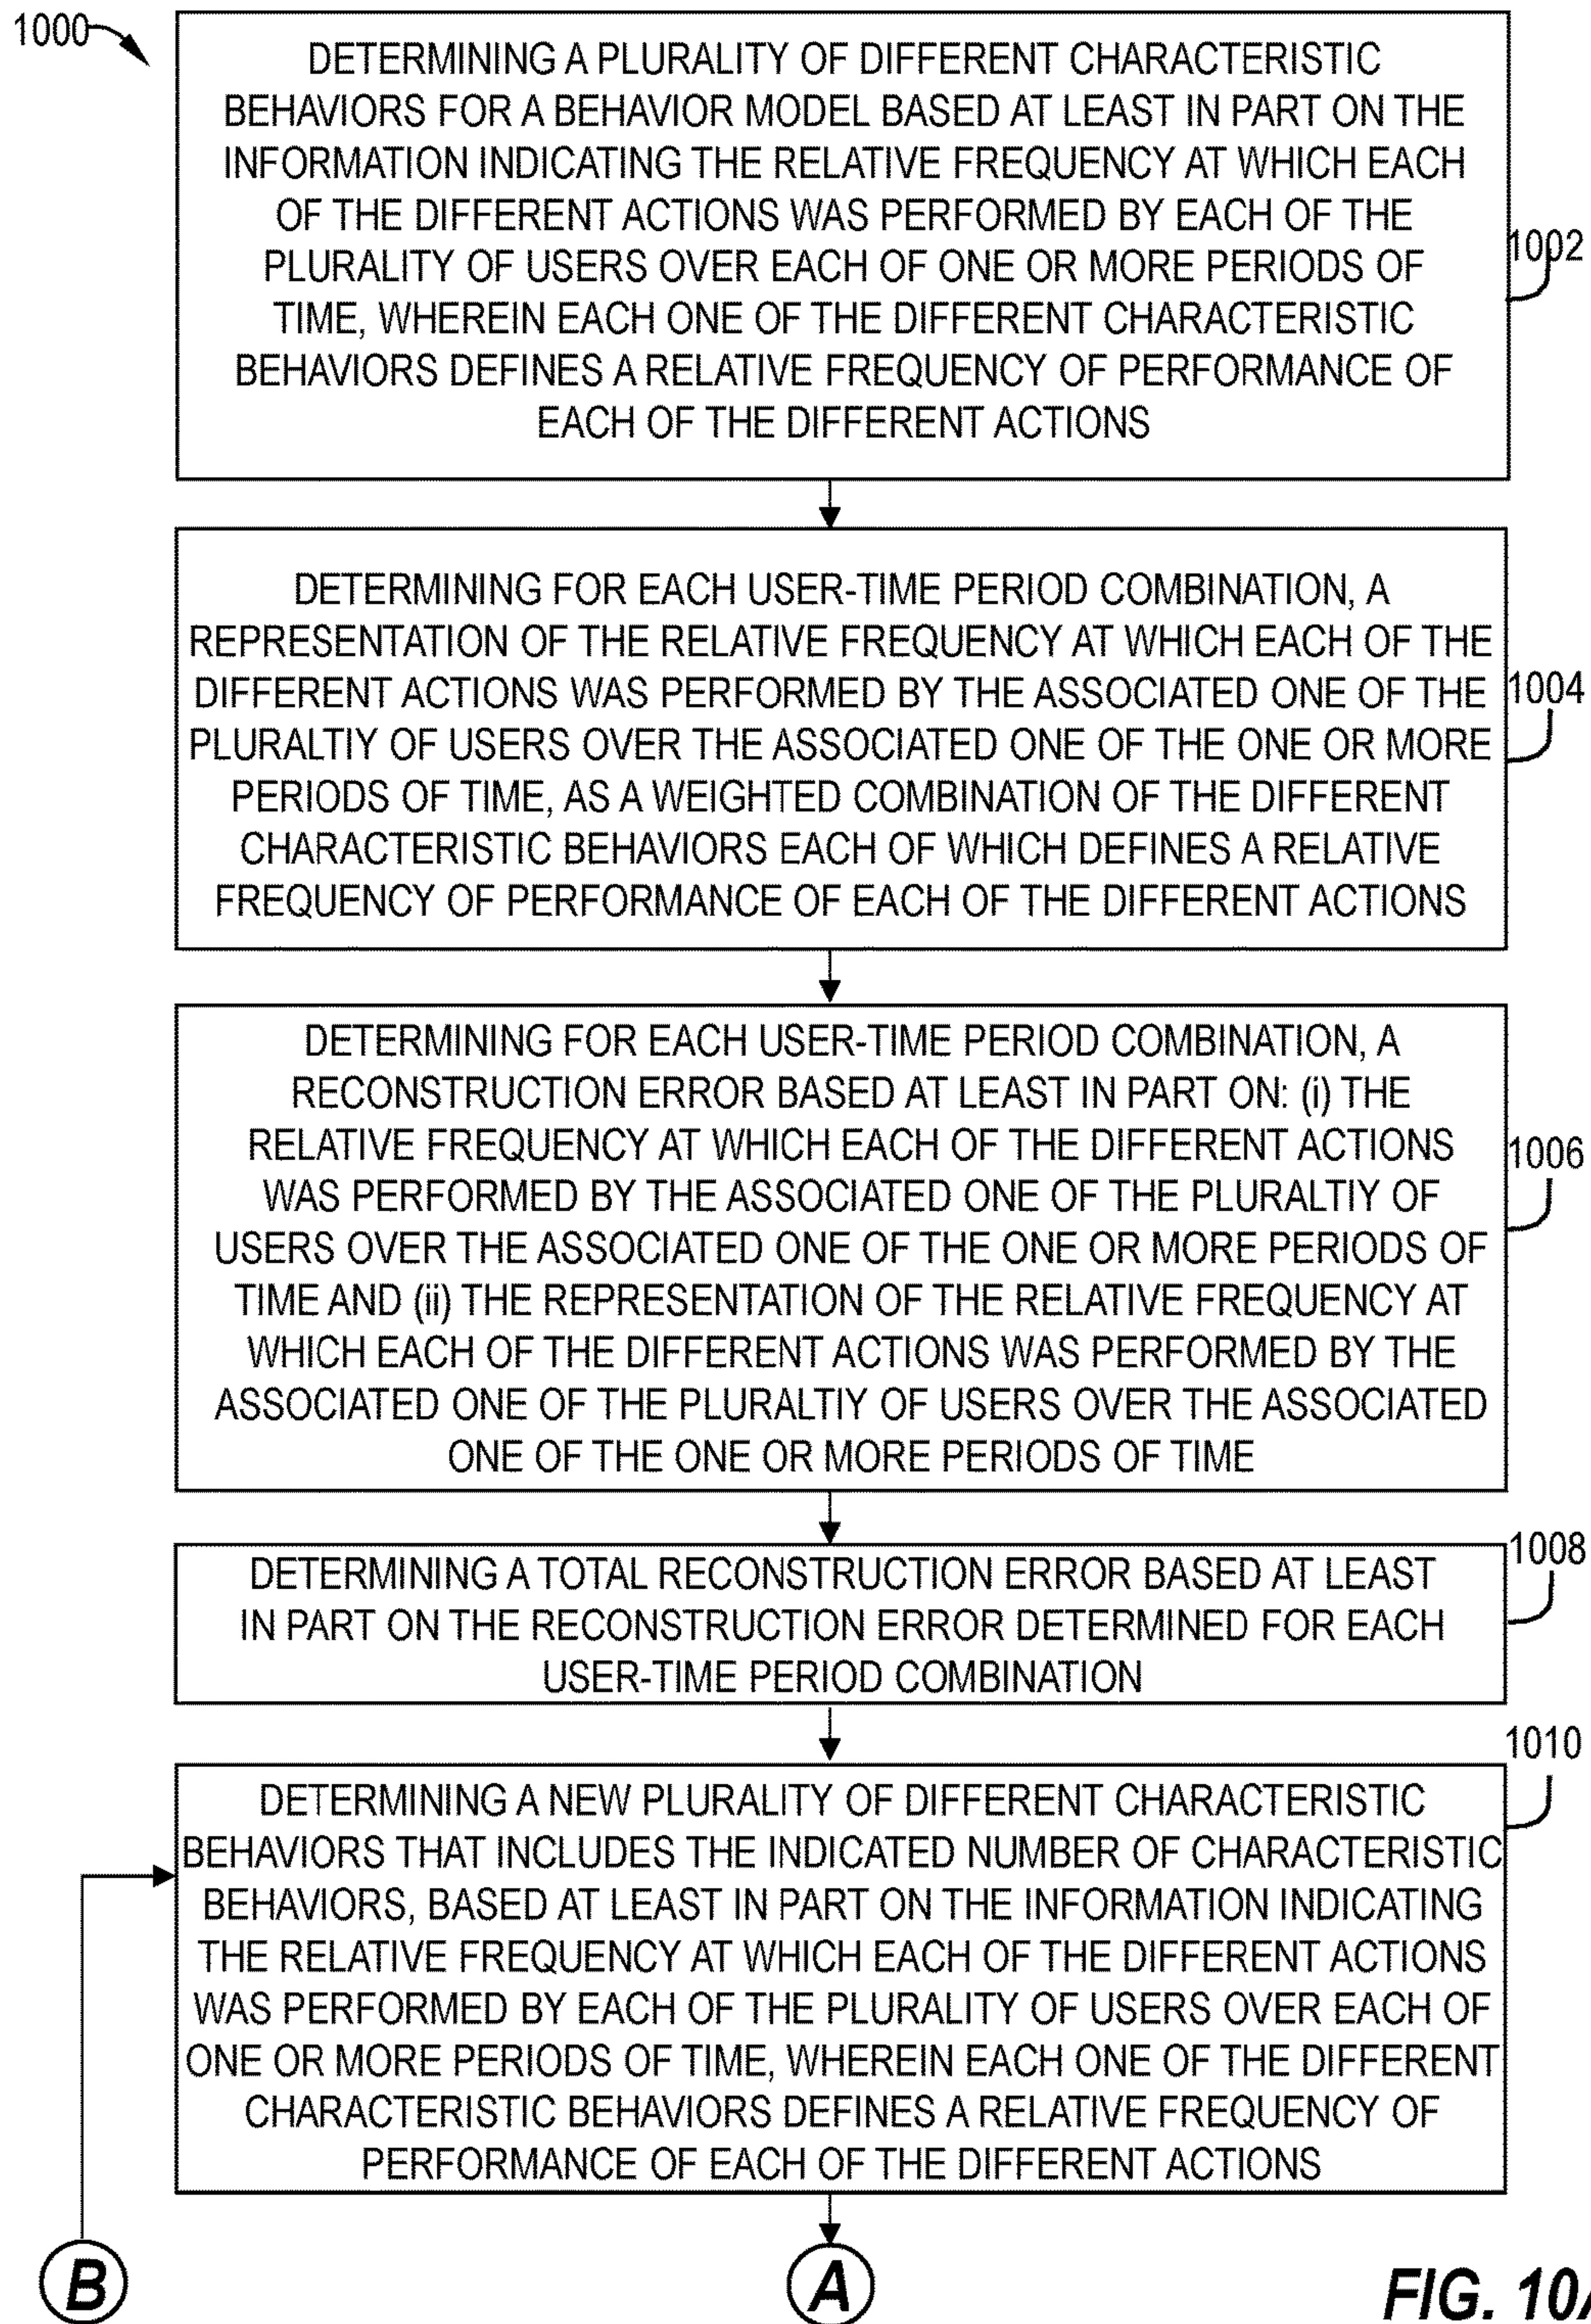 1000
DETERMINING A PLURALITY OF DIFFERENT CHARACTERISTIC
BEHAVIORS FOR A BEHAVIOR MODEL BASED AT LEAST IN PART ON THE
INFORMATION INDICATING THE RELATIVE FREQUENCY AT WHICH EACH
OF THE DIFFERENT ACTIONS WAS PERFORMED BY EACH OF THE
PLURALITY OF USERS OVER EACH OF ONE OR MORE PERIODS OF
TIME, WHEREIN EACH ONE OF THE DIFFERENT CHARACTERISTIC
BEHAVIORS DEFINES A RELATIVE FREQUENCY OF PERFORMANCE OF
EACH OF THE DIFFERENT ACTIONS
1002
DETERMINING FOR EACH USER-TIME PERIOD COMBINATION, A
REPRESENTATION OF THE RELATIVE FREQUENCY AT WHICH EACH OF THE
DIFFERENT ACTIONS WAS PERFORMED BY THE ASSOCIATED ONE OF THE
PLURALTIY OF USERS OVER THE ASSOCIATED ONE OF THE ONE OR MORE
PERIODS OF TIME, AS A WEIGHTED COMBINATION OF THE DIFFERENT
CHARACTERISTIC BEHAVIORS EACH OF WHICH DEFINES A RELATIVE
FREQUENCY OF PERFORMANCE OF EACH OF THE DIFFERENT ACTIONS
1004
DETERMINING FOR EACH USER-TIME PERIOD COMBINATION, A
RECONSTRUCTION ERROR BASED AT LEAST IN PART ON: (i) THE
RELATIVE FREQUENCY AT WHICH EACH OF THE DIFFERENT ACTIONS
WAS PERFORMED BY THE ASSOCIATED ONE OF THE PLURALTIY OF
USERS OVER THE ASSOCIATED ONE OF THE ONE OR MORE PERIODS OF
TIME AND (ii) THE REPRESENTATION OF THE RELATIVE FREQUENCY AT
WHICH EACH OF THE DIFFERENT ACTIONS WAS PERFORMED BY THE
ASSOCIATED ONE OF THE PLURALTIY OF USERS OVER THE ASSOCIATED
ONE OF THE ONE OR MORE PERIODS OF TIME
1006
DETERMINING A TOTAL RECONSTRUCTION ERROR BASED AT LEAST
IN PART ON THE RECONSTRUCTION ERROR DETERMINED FOR EACH
USER-TIME PERIOD COMBINATION
1008
DETERMINING A NEW PLURALITY OF DIFFERENT CHARACTERISTIC
BEHAVIORS THAT INCLUDES THE INDICATED NUMBER OF CHARACTERISTIC
BEHAVIORS, BASED AT LEAST IN PART ON THE INFORMATION INDICATING
THE RELATIVE FREQUENCY AT WHICH EACH OF THE DIFFERENT ACTIONS
WAS PERFORMED BY EACH OF THE PLURALITY OF USERS OVER EACH OF
ONE OR MORE PERIODS OF TIME, WHEREIN EACH ONE OF THE DIFFERENT
CHARACTERISTIC BEHAVIORS DEFINES A RELATIVE FREQUENCY OF
PERFORMANCE OF EACH OF THE DIFFERENT ACTIONS
1010
B
A
FIG. 10A